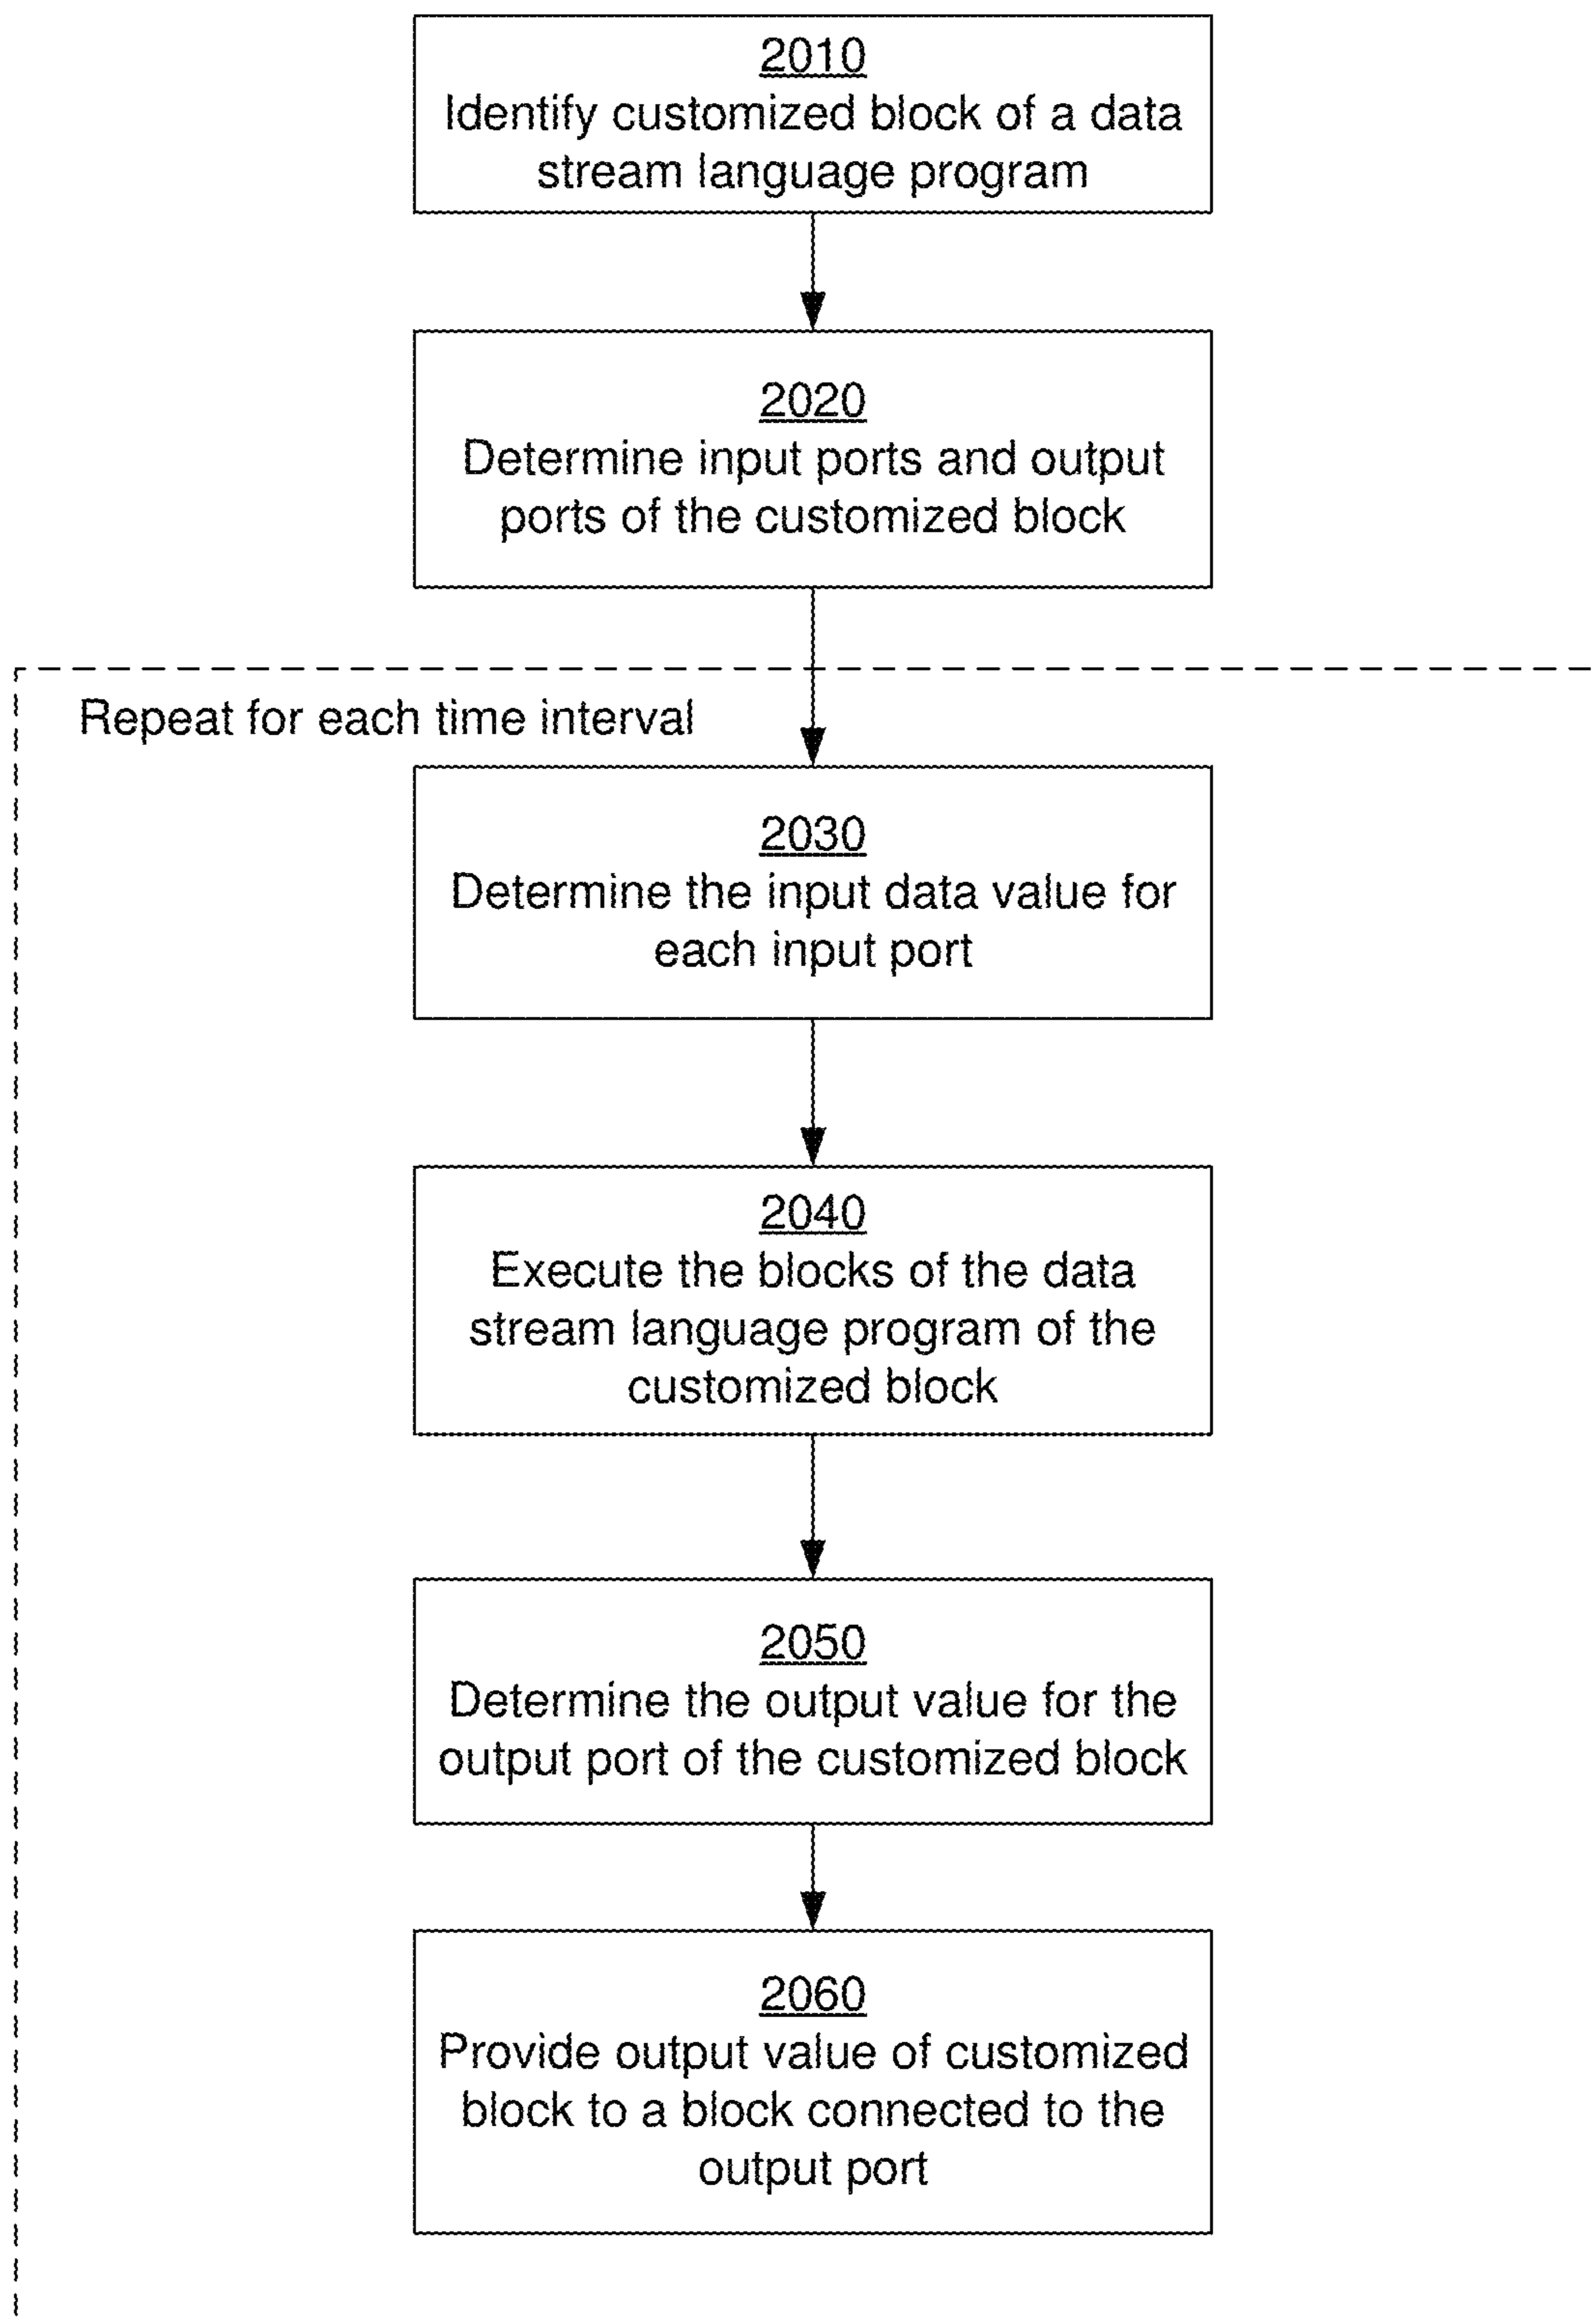 2010
Identify customized block of a data
stream language program
2020
Determine input ports and output
ports of the customized block
Repeat for each time interval
2030
Determine the input data value for
each input port
2040
Execute the blocks of the data
stream language program of the
customized block
2050
Determine the output value for the
output port of the customized block
2060
Provide output value of customized
block to a block connected to the
output port